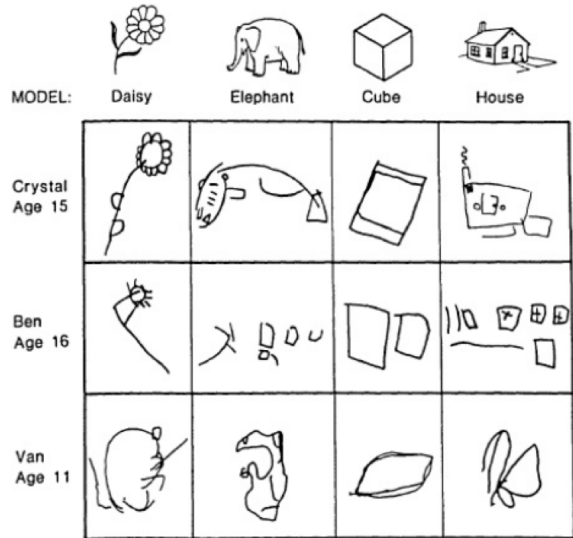 MODEL: Daisy Elephant Cube House
Crystal
Age 15
Ben
Age 16
Van
Age 11